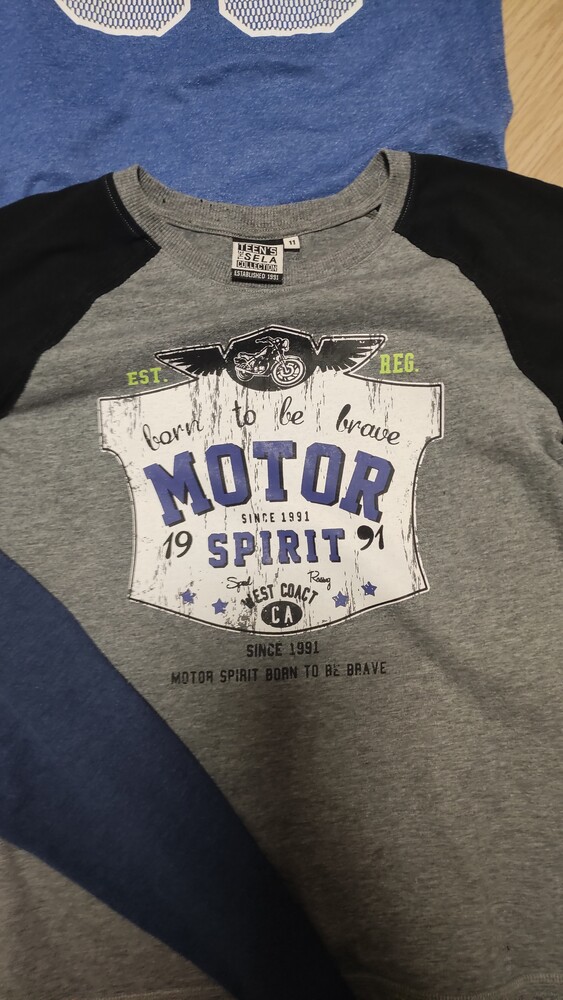 TEEN'S
BY SELA
COLLECTION
ESTABLISHED 1991
11
EST.
REG.
born to be brave
MOTOR
SINCE 1991
19 SPIRIT 91
Speed Racing
WEST COACT
CA
SINCE 1991
MOTOR SPIRIT BORN TO BE BRAVE